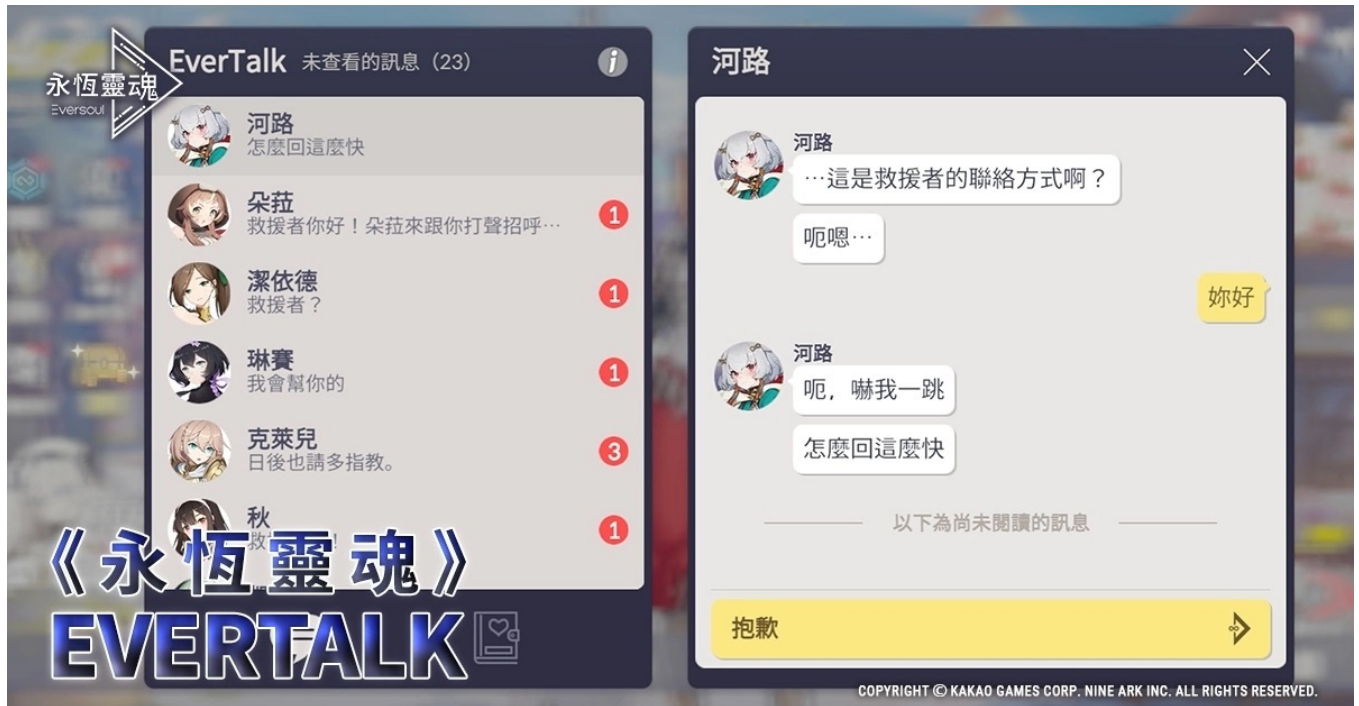 永恆靈魂
Eversoul
EverTalk 未查看的訊息（23）
i
河路
怎麼回這麼快
朵菈
救援者你好！朵菈來跟你打聲招呼…
1
潔依德
救援者？
1
琳賽
我會幫你的
1
克萊兒
日後也請多指教。
3
秋
救
！
1
《永恆靈魂》
EVERTALK
河路
河路
…這是救援者的聯絡方式啊？
呃嗯…
妳好
河路
呃，嚇我一跳
怎麼回這麼快
以下為尚未閱讀的訊息
抱歉
COPYRIGHT © KAKAO GAMES CORP. NINE ARK INC. ALL RIGHTS RESERVED.